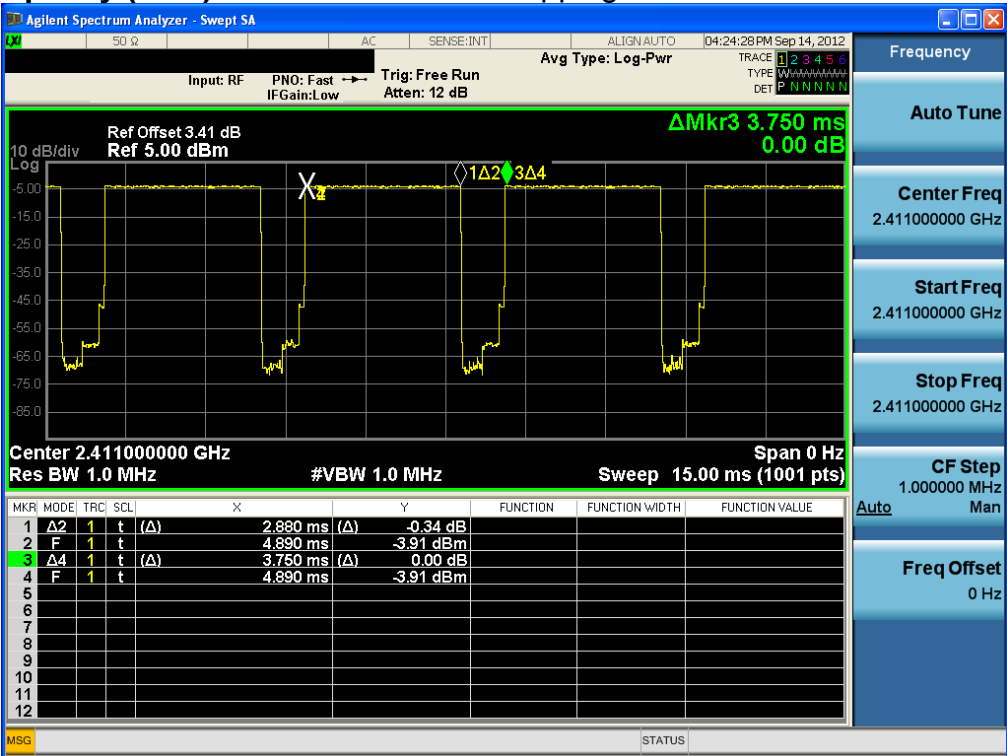 Agilent Spectrum Analyzer - Swept SA
LXI 50 Ω AC SENSE:INT ALIGN AUTO 04:24:28 PM Sep 14, 2012
Avg Type: Log-Pwr
TRACE 1 2 3 4 5 6
TYPE
DET P N N N N N
Input: RF PNO: Fast Trig: Free Run
IFGain:Low Atten: 12 dB
ΔMkr3 3.750 ms
0.00 dB
Ref Offset 3.41 dB
10 dB/div Ref 5.00 dBm
Log
1Δ2 3Δ4
X
-5.00
-15.0
-25.0
-35.0
-45.0
-55.0
-65.0
-75.0
-85.0
Center 2.411000000 GHz Span 0 Hz
Res BW 1.0 MHz #VBW 1.0 MHz Sweep 15.00 ms (1001 pts)
MKR MODE TRC SCL X Y FUNCTION FUNCTION WIDTH FUNCTION VALUE
1 Δ2 1 t (Δ) 2.880 ms (Δ) -0.34 dB
2 F 1 t 4.890 ms -3.91 dBm
3 Δ4 1 t (Δ) 3.750 ms (Δ) 0.00 dB
4 F 1 t 4.890 ms -3.91 dBm
5
6
7
8
9
10
11
12
MSG STATUS
Frequency
Auto Tune
Center Freq
2.411000000 GHz
Start Freq
2.411000000 GHz
Stop Freq
2.411000000 GHz
CF Step
1.000000 MHz
Auto Man
Freq Offset
0 Hz